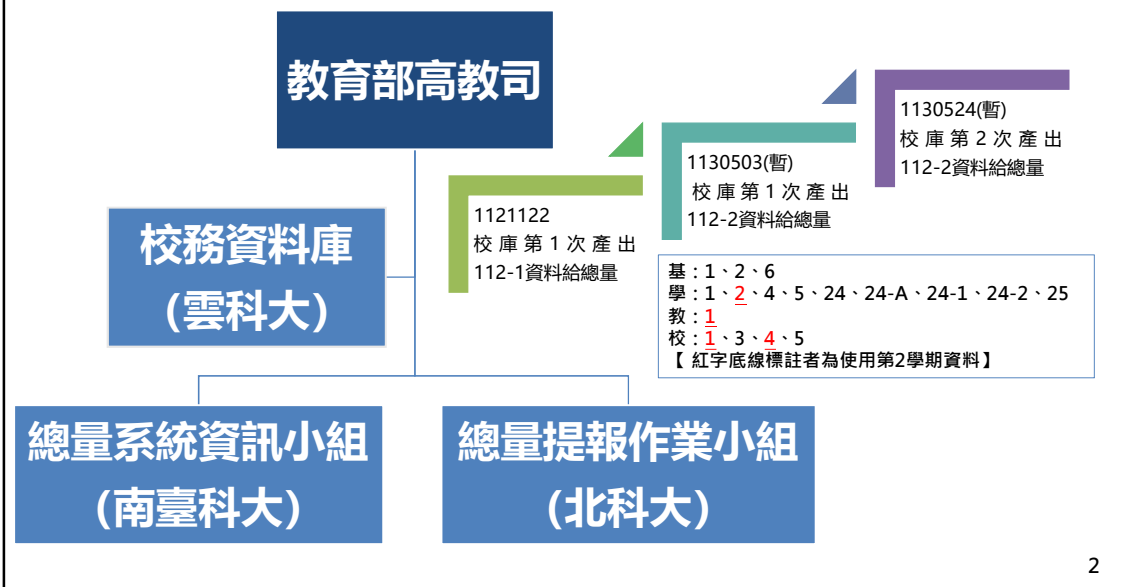 教育部高教司
校務資料庫
(雲科大)
總量系統資訊小組
(南臺科大)
總量提報作業小組
(北科大)
1121122
校庫第1次產出
112-1資料給總量
1130503(暫)
校庫第1次產出
112-2資料給總量
1130524(暫)
校庫第2次產出
112-2資料給總量
基:1、2、6
學:1、2、4、5、24、24-A、24-1、24-2、25
教:1
校:1、3、4、5
【 紅字底線標註者為使用第2學期資料】
2